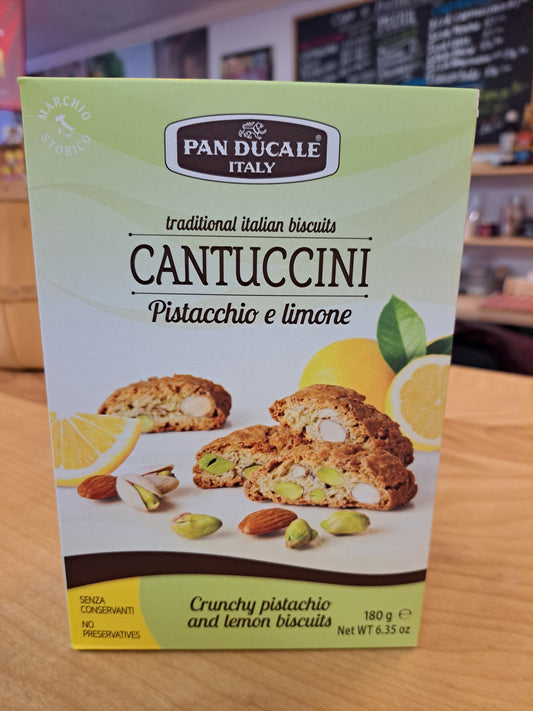 MARCHIO
STORICO
PAN DUCALE®
ITALY
traditional italian biscuits
CANTUCCINI
Pistacchio e limone
SENZA
CONSERVANTI
NO
PRESERVATIVES
Crunchy pistachio
and lemon biscuits
180 g ℮
Net WT 6.35 oz